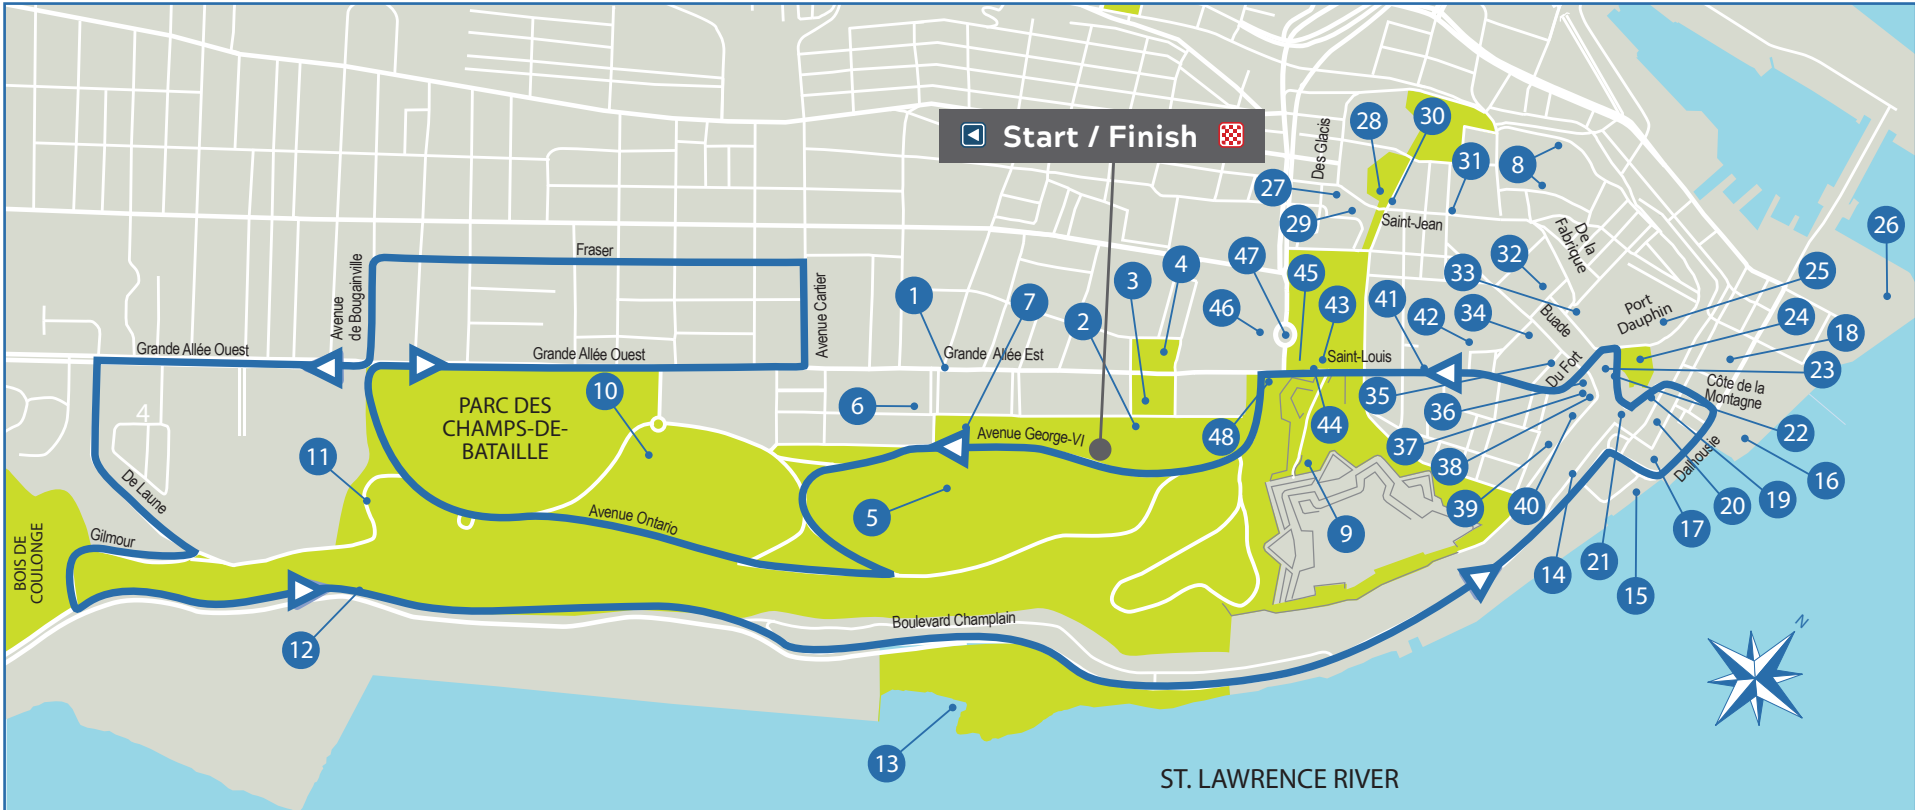 Start / Finish
28
30
Des Glacis
31
8
27
29
Saint-Jean
De la
Fabrique
26
Fraser
Avenue
de Bougainville
Avenue Cartier
47
45
4
3
32
33
25
1
7
2
46
43
41
42
34
Buade
Port
Dauphin
24
18
Grande Allée Ouest
Grande Allée Ouest
Grande Allée Est
Saint-Louis
Du Fort
23
10
6
35
36
Côte de la
Montagne
PARC DES
CHAMPS-DE-
BATAILLE
4
48
44
37
22
Avenue George-VI
38
Dalhousie
11
De Laune
5
9
39
40
16
19
20
17
Avenue Ontario
Gilmour
BOIS DE
COULONGE
14
21
15
Boulevard Champlain
12
N
13
ST. LAWRENCE RIVER